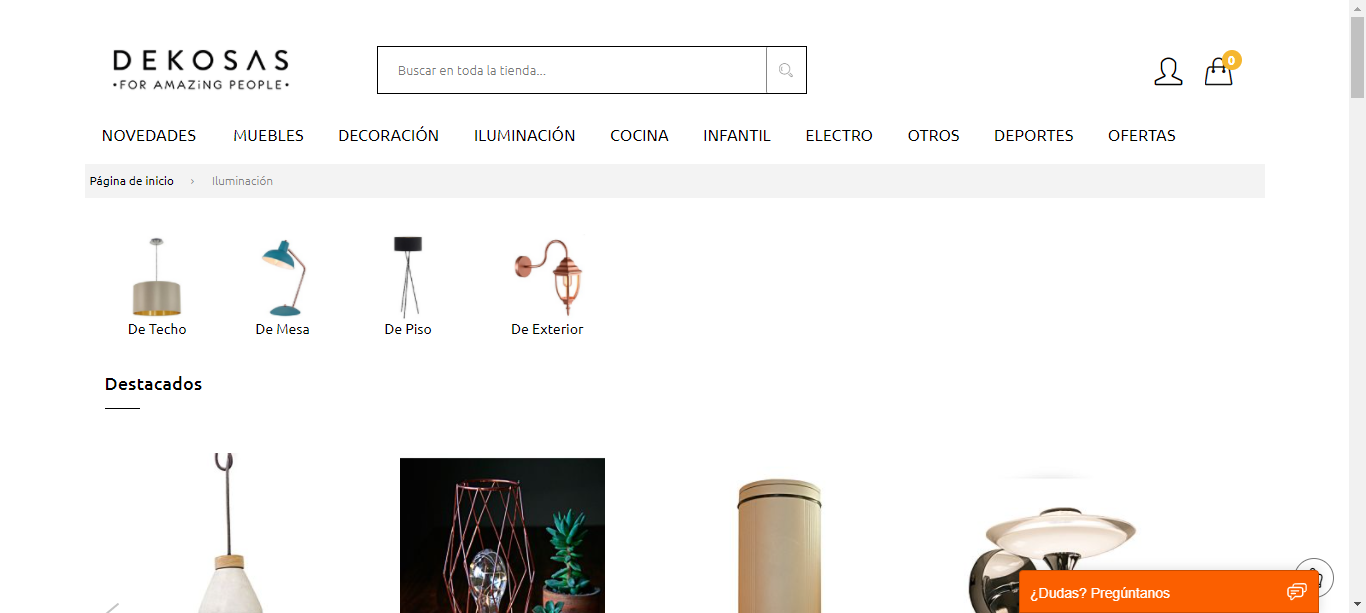 DEKOSAS
•FOR AMAZiNG PEOPLE•
Buscar en toda la tienda...
0
NOVEDADES MUEBLES DECORACIÓN ILUMINACIÓN COCINA INFANTIL ELECTRO OTROS DEPORTES OFERTAS
Página de inicio › Iluminación
De Techo De Mesa De Piso De Exterior
Destacados
¿Dudas? Pregúntanos